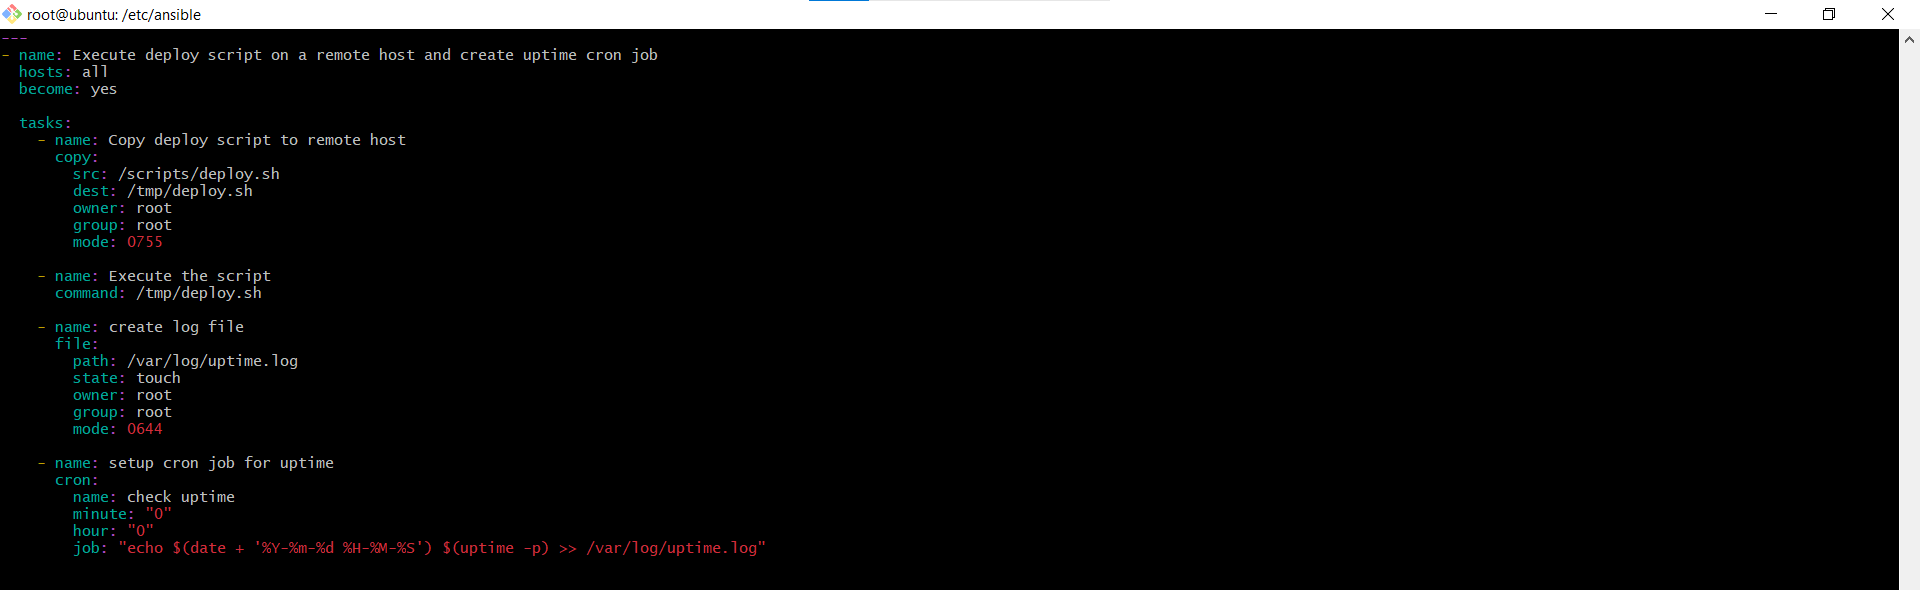 root@ubuntu: /etc/ansible
---
- name: Execute deploy script on a remote host and create uptime cron job
  hosts: all
  become: yes

  tasks:
    - name: Copy deploy script to remote host
      copy:
        src: /scripts/deploy.sh
        dest: /tmp/deploy.sh
        owner: root
        group: root
        mode: 0755

    - name: Execute the script
      command: /tmp/deploy.sh

    - name: create log file
      file:
        path: /var/log/uptime.log
        state: touch
        owner: root
        group: root
        mode: 0644

    - name: setup cron job for uptime
      cron:
        name: check uptime
        minute: "0"
        hour: "0"
        job: "echo $(date + '%Y-%m-%d %H-%M-%S') $(uptime -p) >> /var/log/uptime.log"